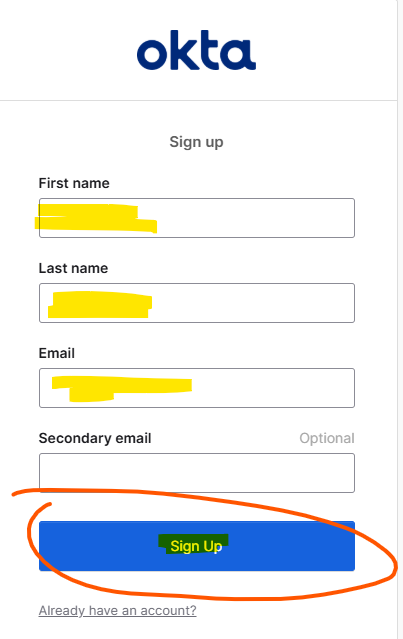 okta
Sign up
First name
Last name
Email
Secondary email Optional
Sign Up
Already have an account?